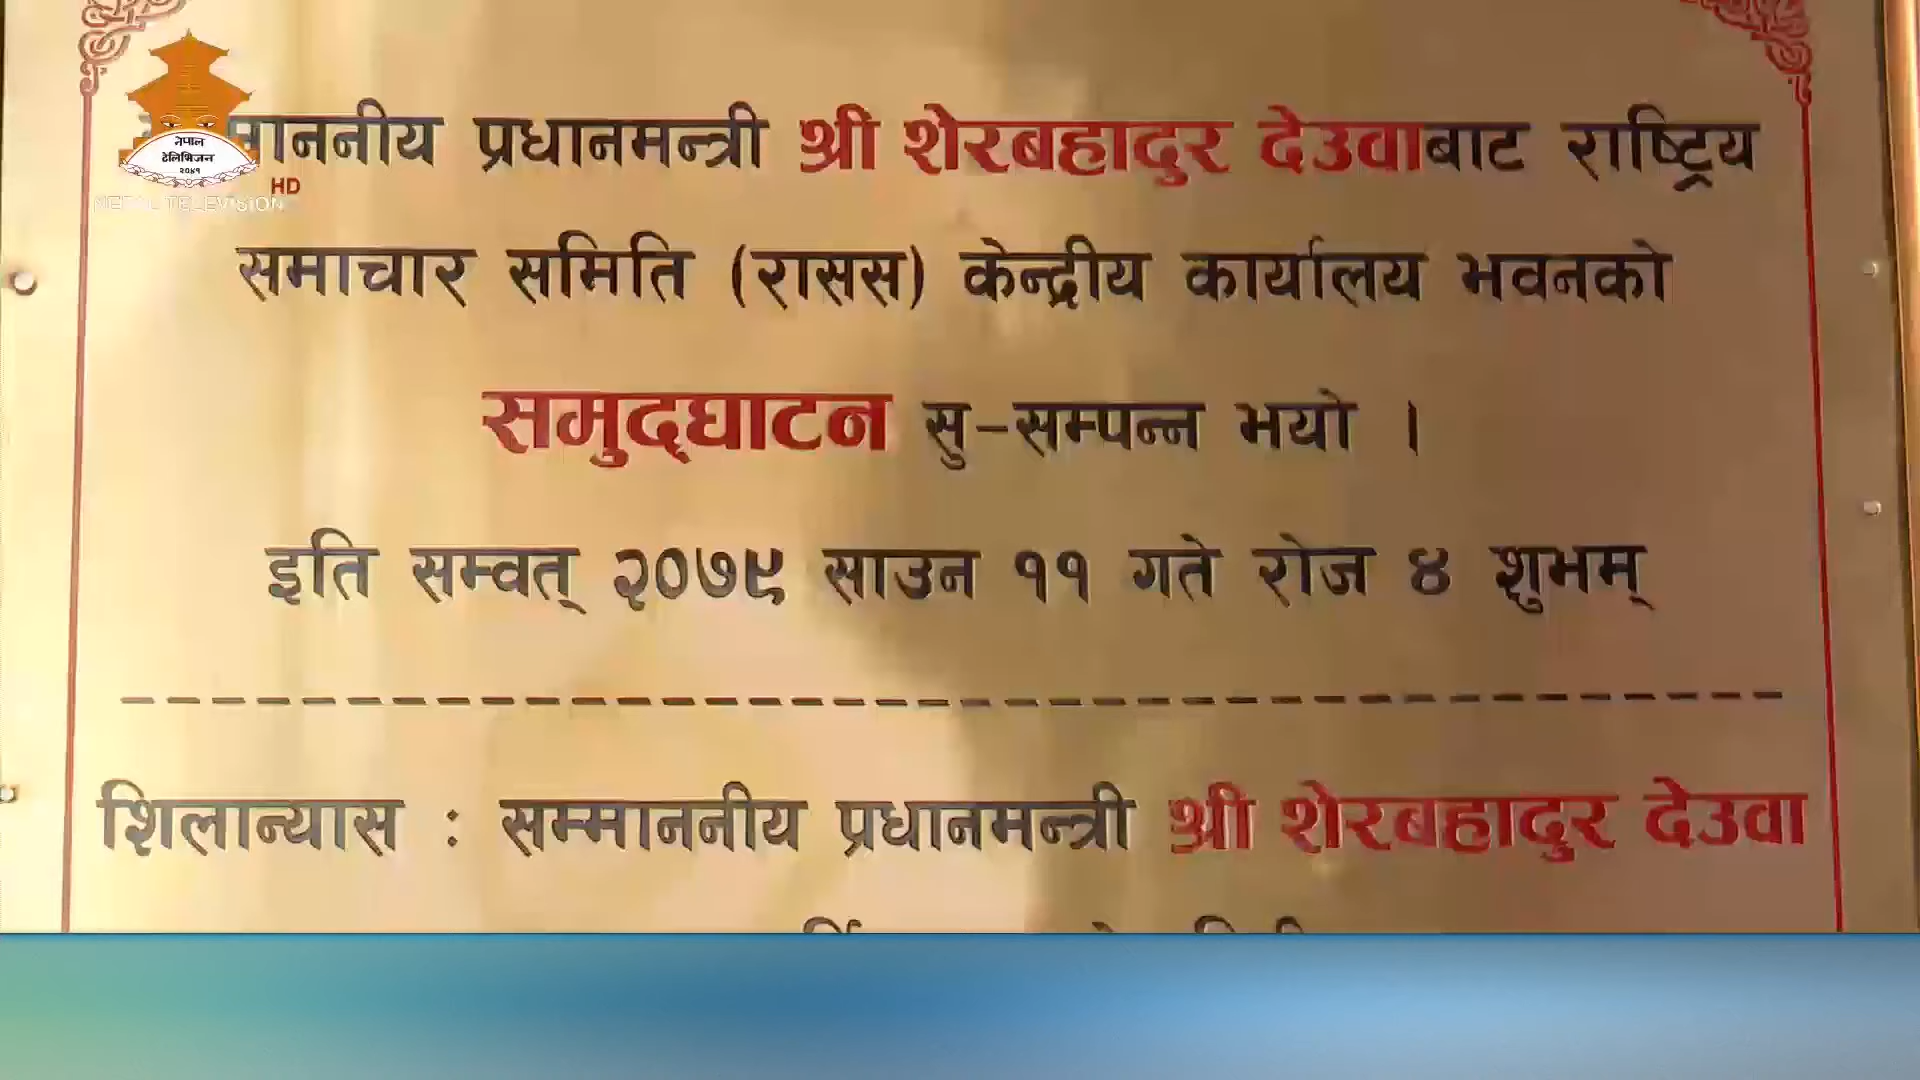 नेपाल
टेलिभिजन
२०४१
HD
NEPAL TELEVISION
माननीय प्रधानमन्त्री श्री शेरबहादुर देउवाबाट राष्ट्रिय
समाचार समिति (रासस) केन्द्रीय कार्यालय भवनको
समुद्घाटन सु-सम्पन्न भयो ।
इति सम्वत् २०७९ साउन ११ गते रोज ४ शुभम्
शिलान्यास : सम्माननीय प्रधानमन्त्री श्री शेरबहादुर देउवा